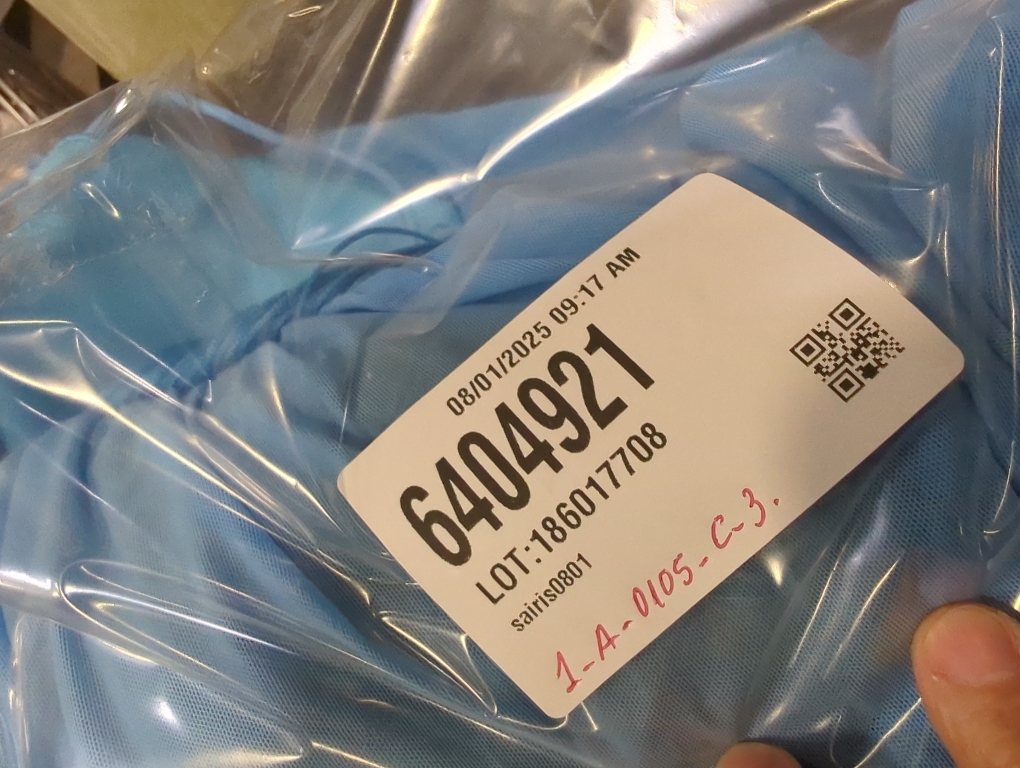 08/01/2025 09:17 AM
6404921
LOT:186017708
sairis0801
1-A-0105-C-3.